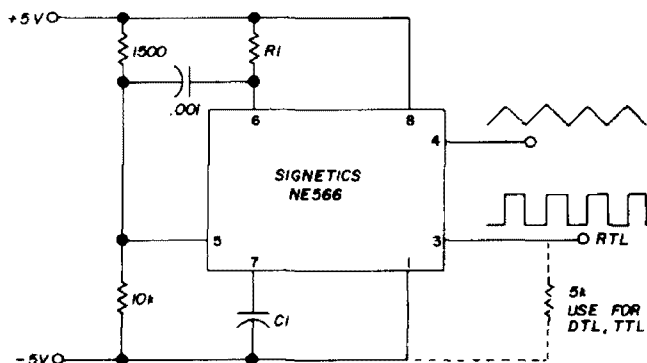 +5V
1500
R1
.001
6
8
4
SIGNETICS
NE566
5
3
RTL
7
1
10k
C1
5k
USE FOR
DTL, TTL
-5V